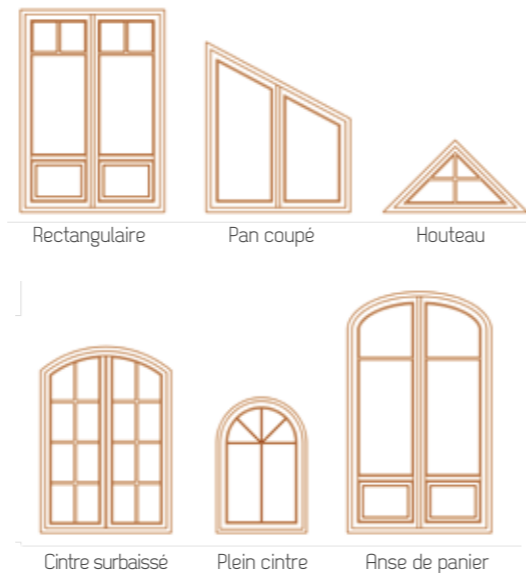 Rectangulaire Pan coupé Houteau
Cintre surbaissé Plein cintre Anse de panier